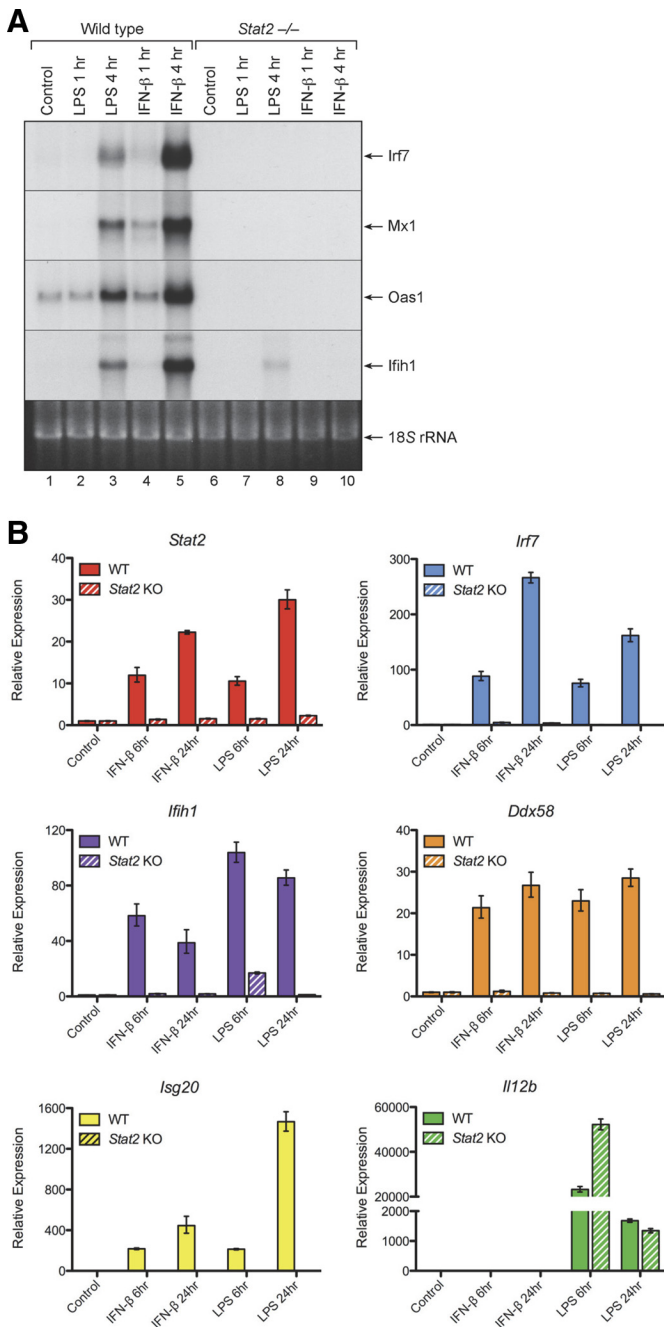 A
Wild type
Stat2 –/–
Control
LPS 1 hr
LPS 4 hr
IFN-β 1 hr
IFN-β 4 hr
Control
LPS 1 hr
LPS 4 hr
IFN-β 1 hr
IFN-β 4 hr
Irf7
Mx1
Oas1
Ifih1
18S rRNA
1 2 3 4 5 6 7 8 9 10
B
Stat2
WT
Stat2 KO
Relative Expression
40
30
20
10
0
Control
IFN-β 6hr
IFN-β 24hr
LPS 6hr
LPS 24hr
Irf7
WT
Stat2 KO
Relative Expression
300
200
100
0
Control
IFN-β 6hr
IFN-β 24hr
LPS 6hr
LPS 24hr
Ifih1
WT
Stat2 KO
Relative Expression
120
80
40
0
Control
IFN-β 6hr
IFN-β 24hr
LPS 6hr
LPS 24hr
Ddx58
WT
Stat2 KO
Relative Expression
40
30
20
10
0
Control
IFN-β 6hr
IFN-β 24hr
LPS 6hr
LPS 24hr
Isg20
WT
Stat2 KO
Relative Expression
1600
1200
800
400
0
Control
IFN-β 6hr
IFN-β 24hr
LPS 6hr
LPS 24hr
Il12b
WT
Stat2 KO
Relative Expression
60000
40000
20000
2000
1000
0
Control
IFN-β 6hr
IFN-β 24hr
LPS 6hr
LPS 24hr